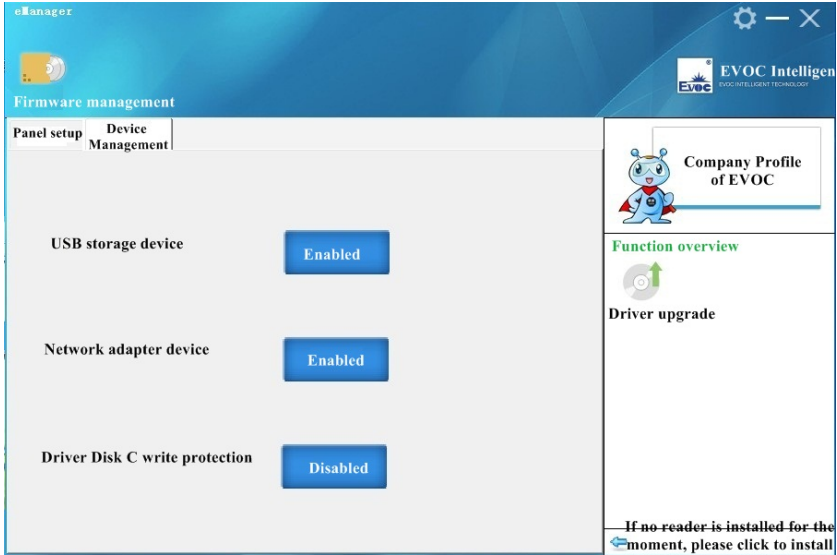 eManager
EVOC Intelligen
Evoc
EVOC INTELLIGENT TECHNOLOGY
Firmware management
Panel setup
Device
Management
Company Profile
of EVOC
USB storage device
Enabled
Function overview
Driver upgrade
Network adapter device
Enabled
Driver Disk C write protection
Disabled
If no reader is installed for the
moment, please click to install